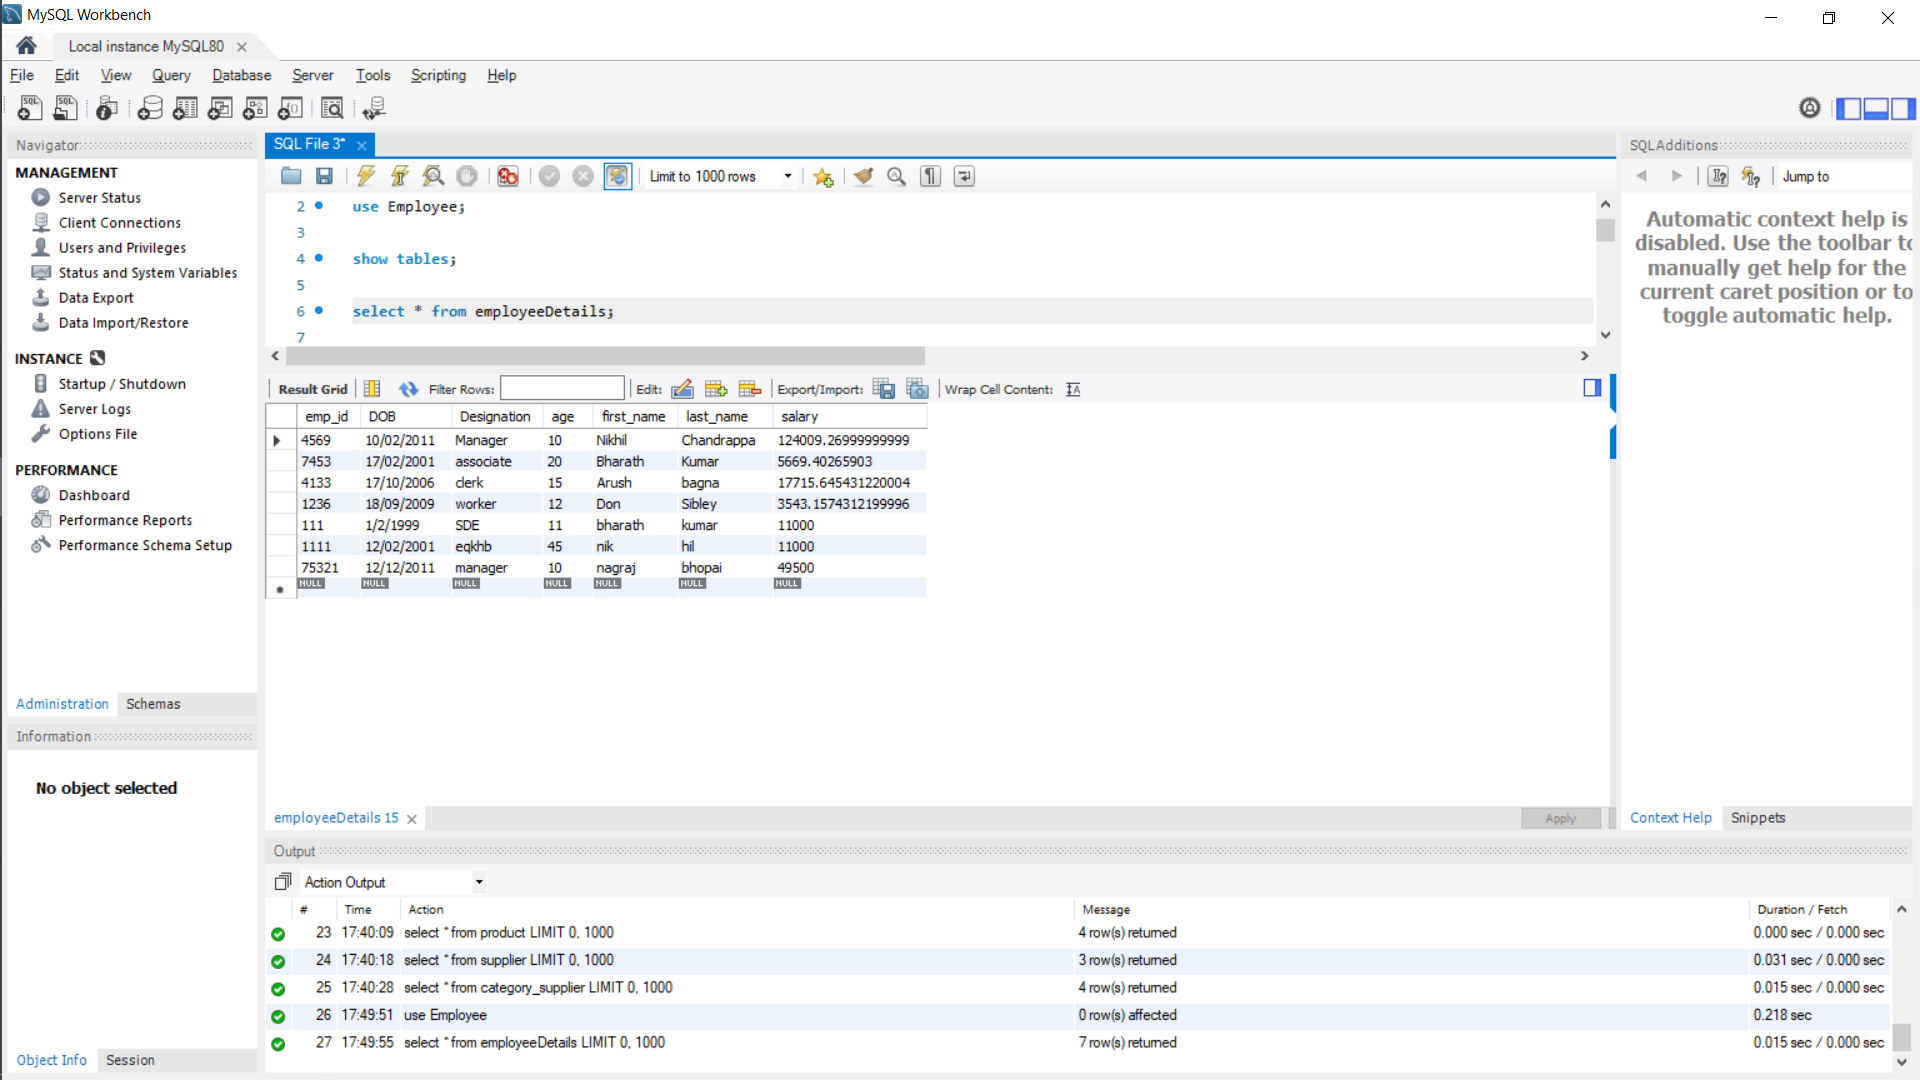 MySQL Workbench
Local instance MySQL80
File Edit View Query Database Server Tools Scripting Help
Navigator
MANAGEMENT
Server Status
Client Connections
Users and Privileges
Status and System Variables
Data Export
Data Import/Restore
INSTANCE
Startup / Shutdown
Server Logs
Options File
PERFORMANCE
Dashboard
Performance Reports
Performance Schema Setup
Administration Schemas
Information
No object selected
Object Info Session
SQL File 3*
Limit to 1000 rows
2 use Employee;
3
4 show tables;
5
6 select * from employeeDetails;
7
Result Grid Filter Rows: Edit: Export/Import: Wrap Cell Content:
emp_id DOB Designation age first_name last_name salary
4569 10/02/2011 Manager 10 Nikhil Chandrappa 124009.26999999999
7453 17/02/2001 associate 20 Bharath Kumar 5669.40265903
4133 17/10/2006 clerk 15 Arush bagna 17715.645431220004
1236 18/09/2009 worker 12 Don Sibley 3543.1574312199996
111 1/2/1999 SDE 11 bharath kumar 11000
1111 12/02/2001 eqkhb 45 nik hil 11000
75321 12/12/2011 manager 10 nagraj bhopai 49500
NULL NULL NULL NULL NULL NULL NULL
employeeDetails 15
Apply
SQLAdditions
Jump to
Automatic context help is
disabled. Use the toolbar to
manually get help for the
current caret position or to
toggle automatic help.
Context Help Snippets
Output
Action Output
# Time Action Message Duration / Fetch
23 17:40:09 select * from product LIMIT 0, 1000 4 row(s) returned 0.000 sec / 0.000 sec
24 17:40:18 select * from supplier LIMIT 0, 1000 3 row(s) returned 0.031 sec / 0.000 sec
25 17:40:28 select * from category_supplier LIMIT 0, 1000 4 row(s) returned 0.015 sec / 0.000 sec
26 17:49:51 use Employee 0 row(s) affected 0.218 sec
27 17:49:55 select * from employeeDetails LIMIT 0, 1000 7 row(s) returned 0.015 sec / 0.000 sec